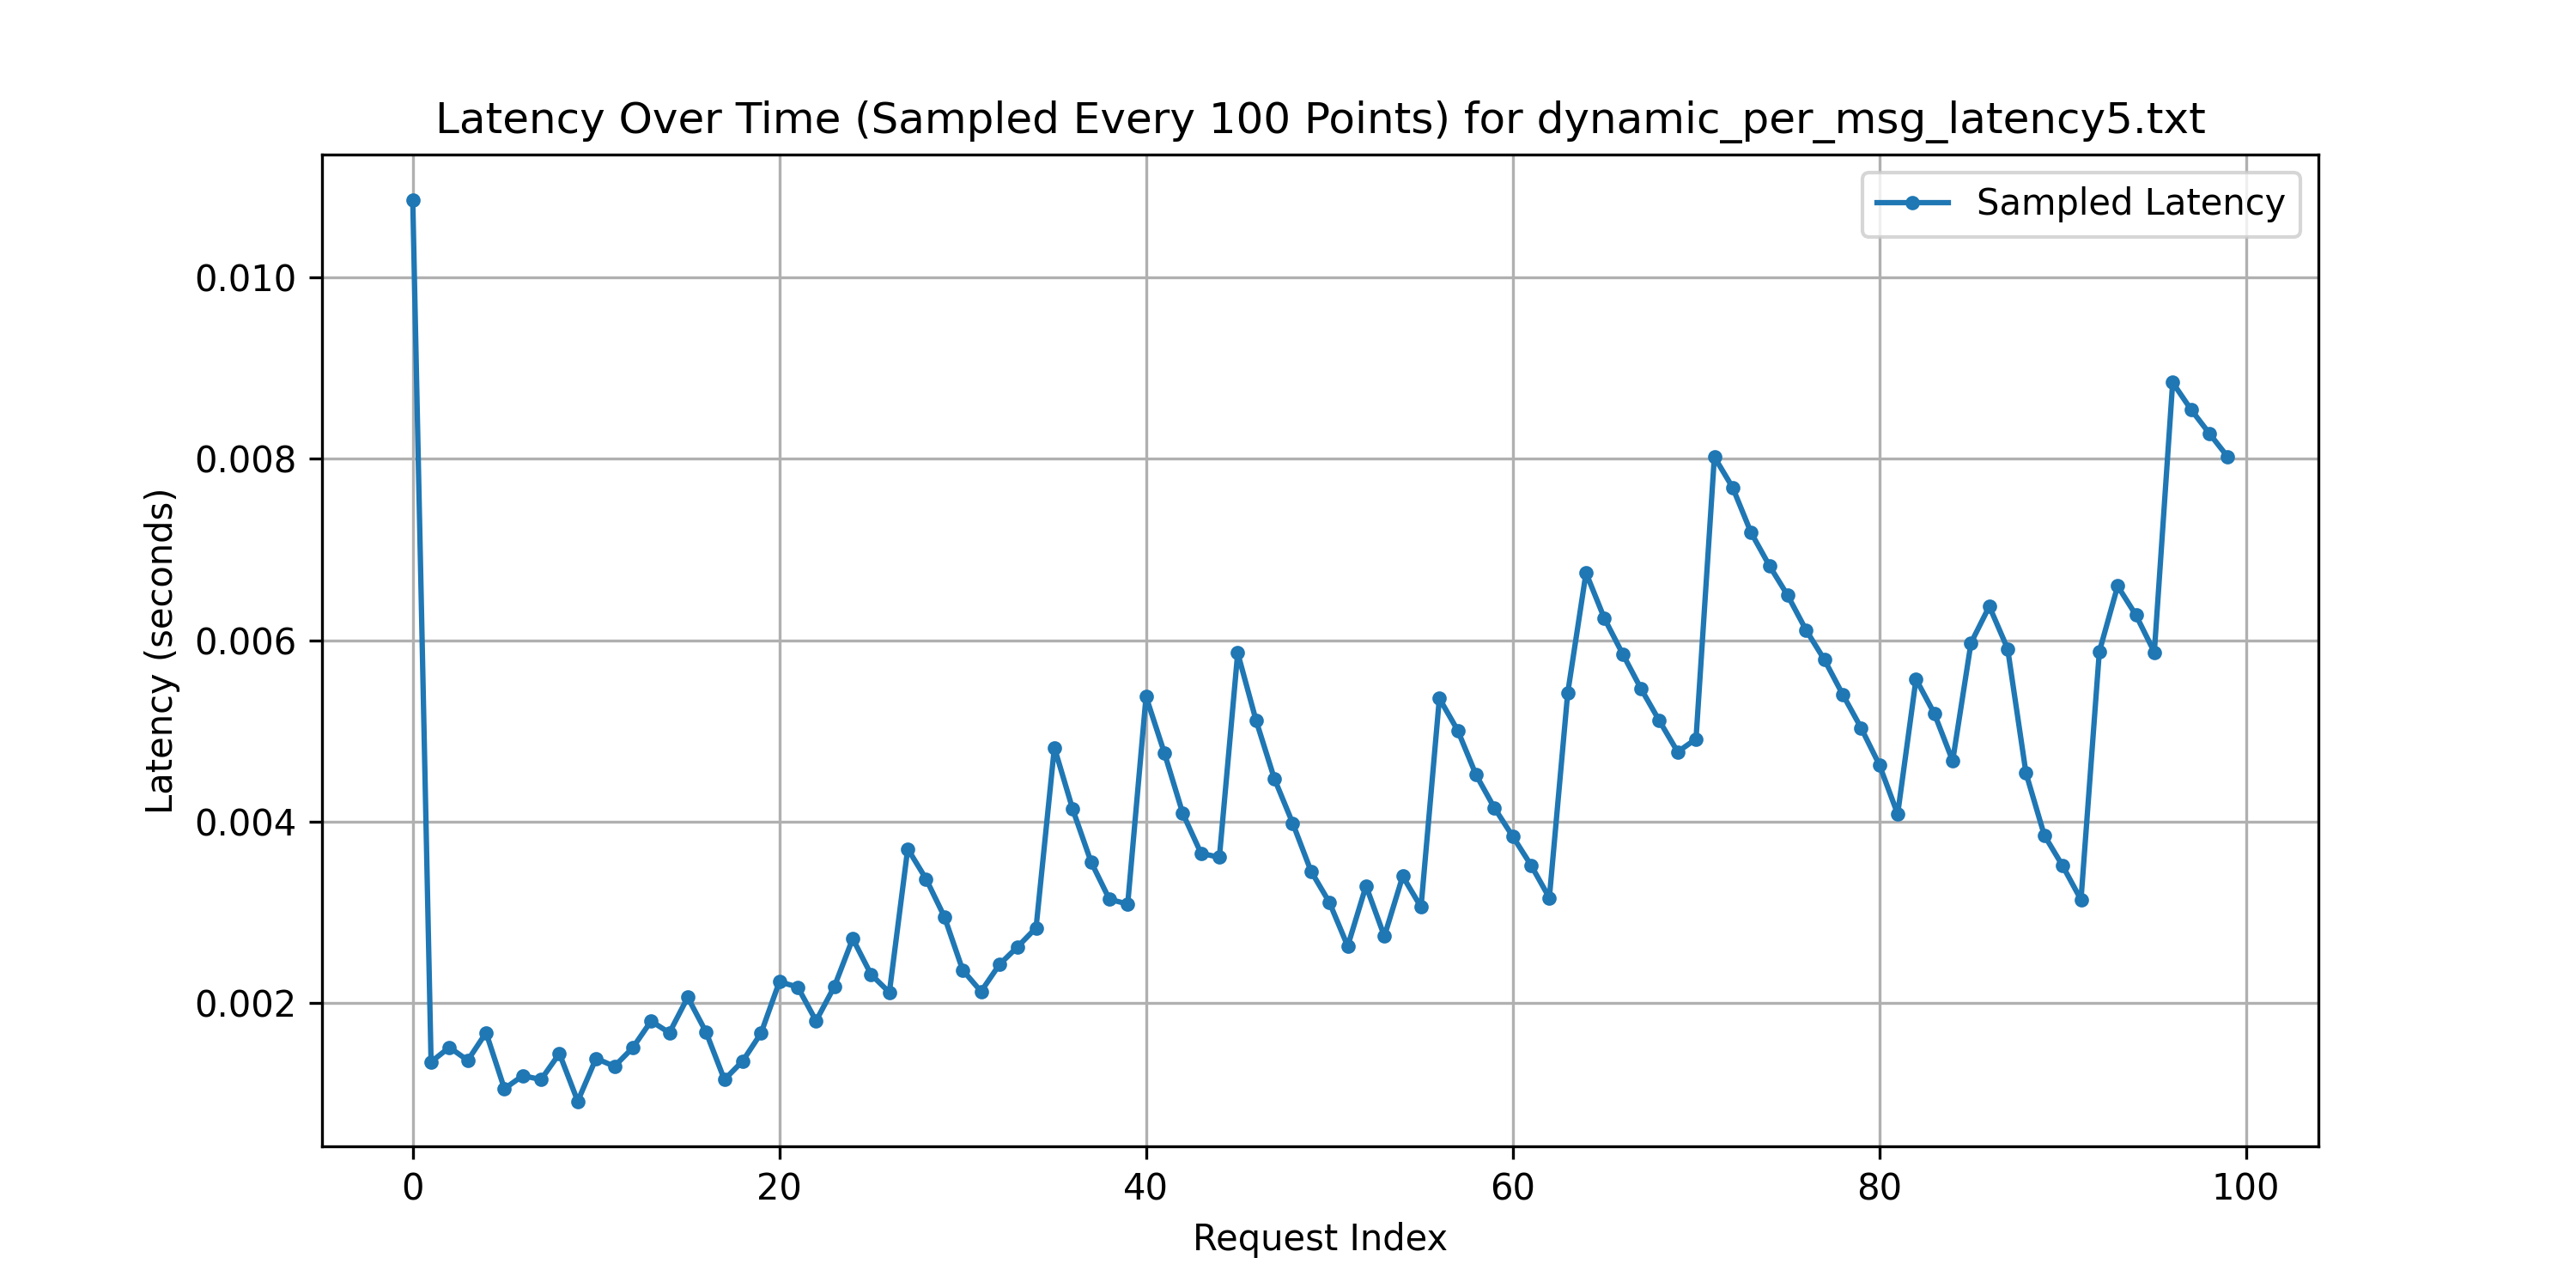 Latency Over Time (Sampled Every 100 Points) for dynamic_per_msg_latency5.txt
Sampled Latency
0.010
0.008
0.006
0.004
0.002
Latency (seconds)
0 20 40 60 80 100
Request Index